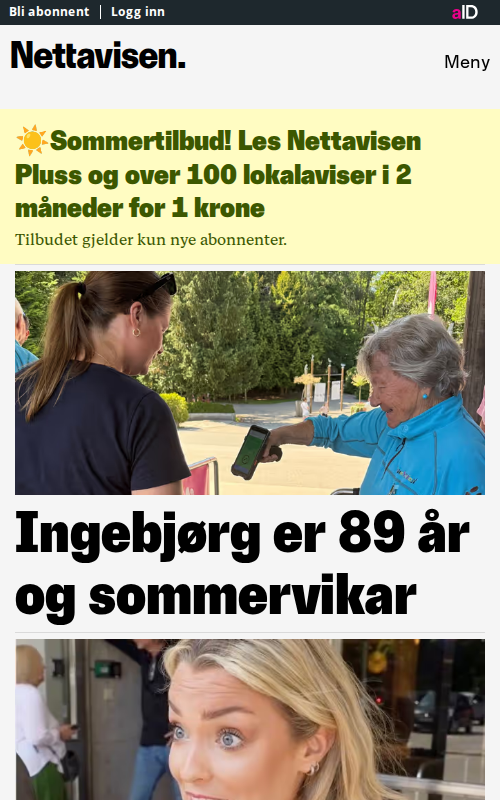 Bli abonnent | Logg inn
aID
Nettavisen.
Meny
☀️Sommertilbud! Les Nettavisen
Pluss og over 100 lokalaviser i 2
måneder for 1 krone
Tilbudet gjelder kun nye abonnenter.
Ingebjørg er 89 år
og sommervikar